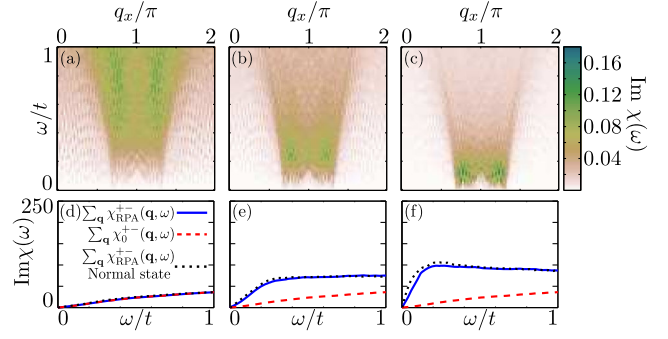 q_x/π q_x/π q_x/π
0 1 2 0 1 2 0 1 2
1 (a) (b) (c)
ω/t
0
0.16
0.12
0.08
0.04
Im χ(ω)
250 (d) (e) (f)
∑_q χ^{+-}_{RPA}(q,ω)
∑_q χ^{+-}_0(q,ω)
∑_q χ^{+-}_{RPA}(q,ω)
Normal state
Imχ(ω)
0
0 ω/t 1 0 ω/t 1 0 ω/t 1